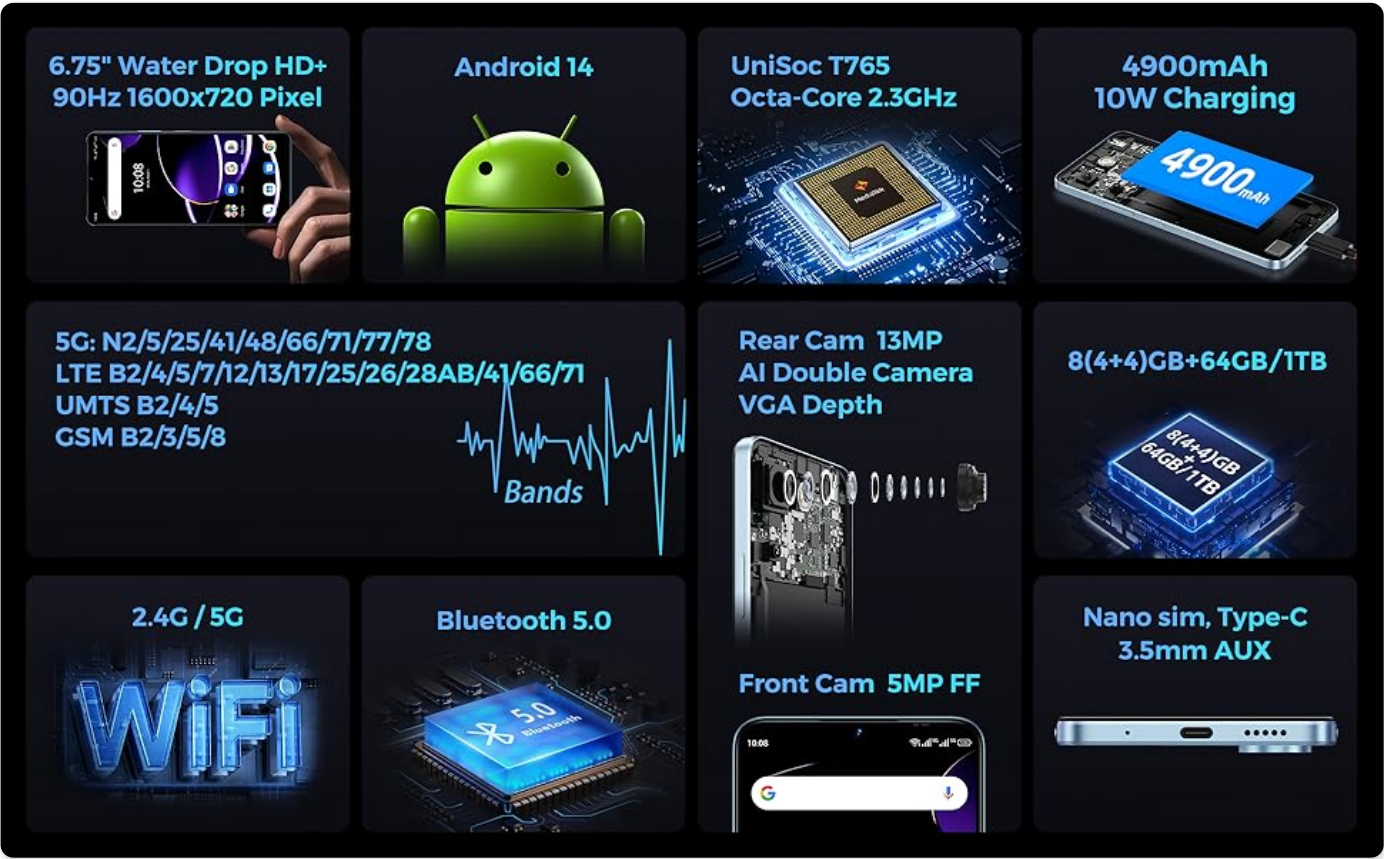 6.75" Water Drop HD+
90Hz 1600x720 Pixel
10:08
Android 14
UniSoc T765
Octa-Core 2.3GHz
MediaTek
4900mAh
10W Charging
4900mAh
5G: N2/5/25/41/48/66/71/77/78
LTE B2/4/5/7/12/13/17/25/26/28AB/41/66/71
UMTS B2/4/5
GSM B2/3/5/8
Bands
Rear Cam 13MP
AI Double Camera
VGA Depth
8(4+4)GB+64GB/1TB
8(4+4)GB
+
64GB/1TB
2.4G / 5G
WiFi
Bluetooth 5.0
5.0
Bluetooth
Front Cam 5MP FF
10:08
Nano sim, Type-C
3.5mm AUX